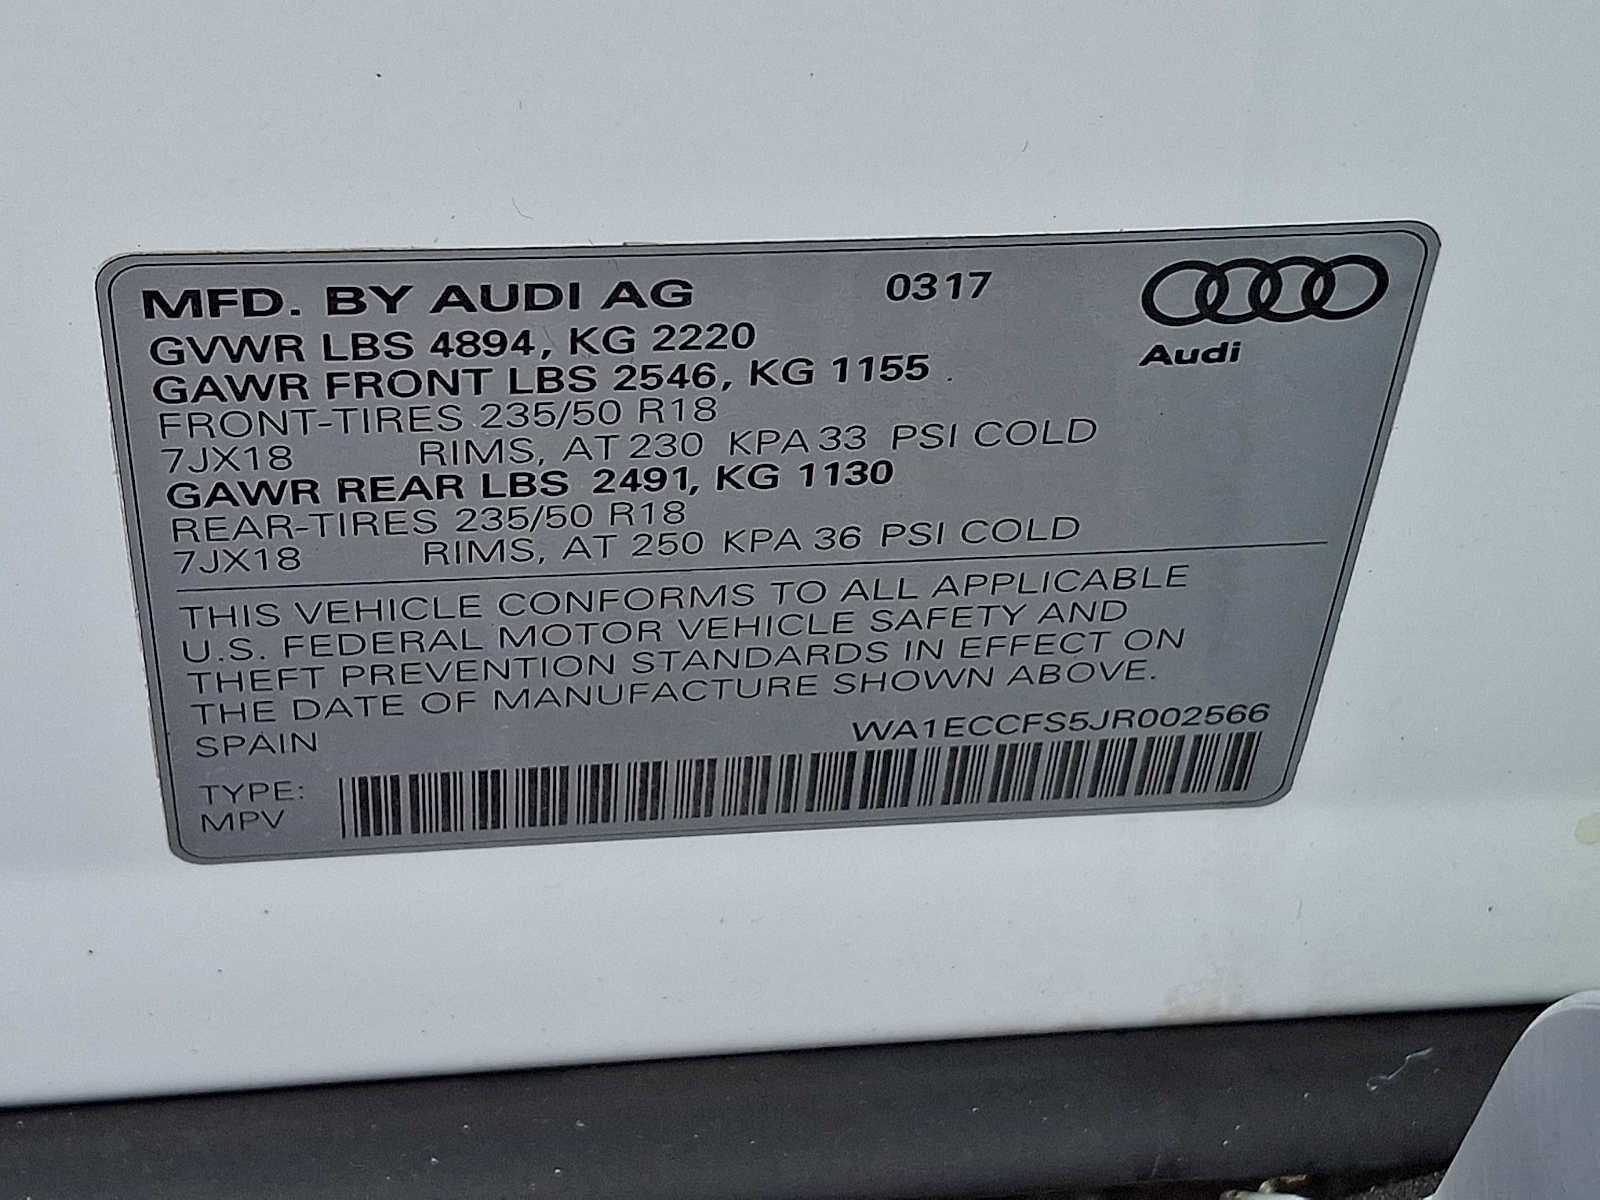 MFD. BY AUDI AG 0317
GVWR LBS 4894, KG 2220
Audi
GAWR FRONT LBS 2546, KG 1155
FRONT-TIRES 235/50 R18
7JX18 RIMS, AT 230 KPA 33 PSI COLD
GAWR REAR LBS 2491, KG 1130
REAR-TIRES 235/50 R18
7JX18 RIMS, AT 250 KPA 36 PSI COLD
THIS VEHICLE CONFORMS TO ALL APPLICABLE
U.S. FEDERAL MOTOR VEHICLE SAFETY AND
THEFT PREVENTION STANDARDS IN EFFECT ON
THE DATE OF MANUFACTURE SHOWN ABOVE.
SPAIN WA1ECCFS5JR002566
TYPE:
MPV